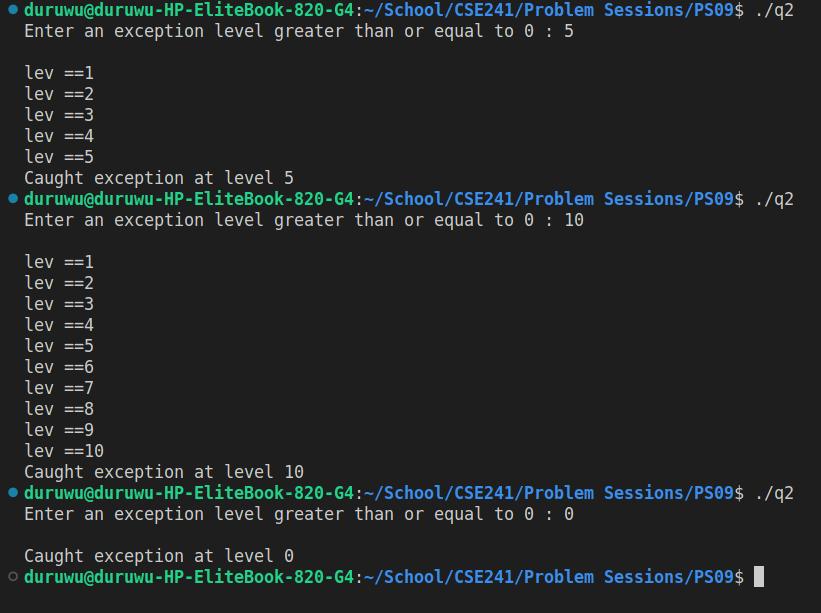 duruwu@duruwu-HP-EliteBook-820-G4:~/School/CSE241/Problem Sessions/PS09$ ./q2
Enter an exception level greater than or equal to 0 : 5
lev ==1
lev ==2
lev ==3
lev ==4
lev ==5
Caught exception at level 5
duruwu@duruwu-HP-EliteBook-820-G4:~/School/CSE241/Problem Sessions/PS09$ ./q2
Enter an exception level greater than or equal to 0 : 10
lev ==1
lev ==2
lev ==3
lev ==4
lev ==5
lev ==6
lev ==7
lev ==8
lev ==9
lev ==10
Caught exception at level 10
duruwu@duruwu-HP-EliteBook-820-G4:~/School/CSE241/Problem Sessions/PS09$ ./q2
Enter an exception level greater than or equal to 0 : 0
Caught exception at level 0
duruwu@duruwu-HP-EliteBook-820-G4:~/School/CSE241/Problem Sessions/PS09$